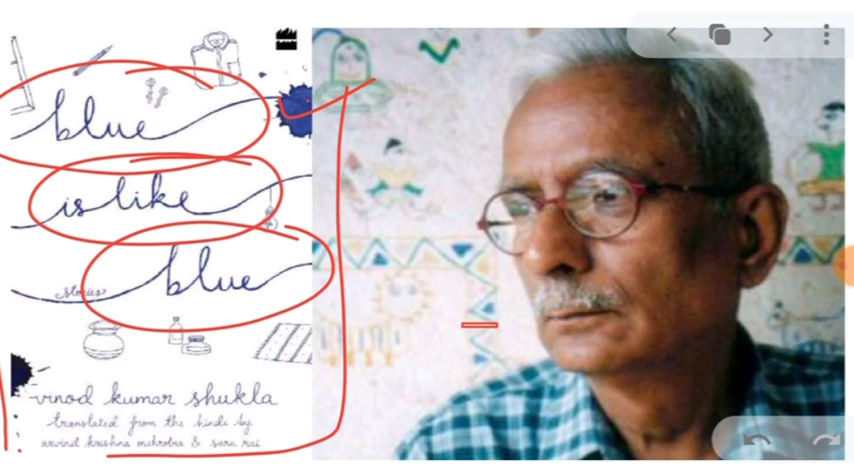 blue
is like
blue
stories
vinod kumar shukla
translated from the hindi by
arvind krishna mehrotra & sara rai